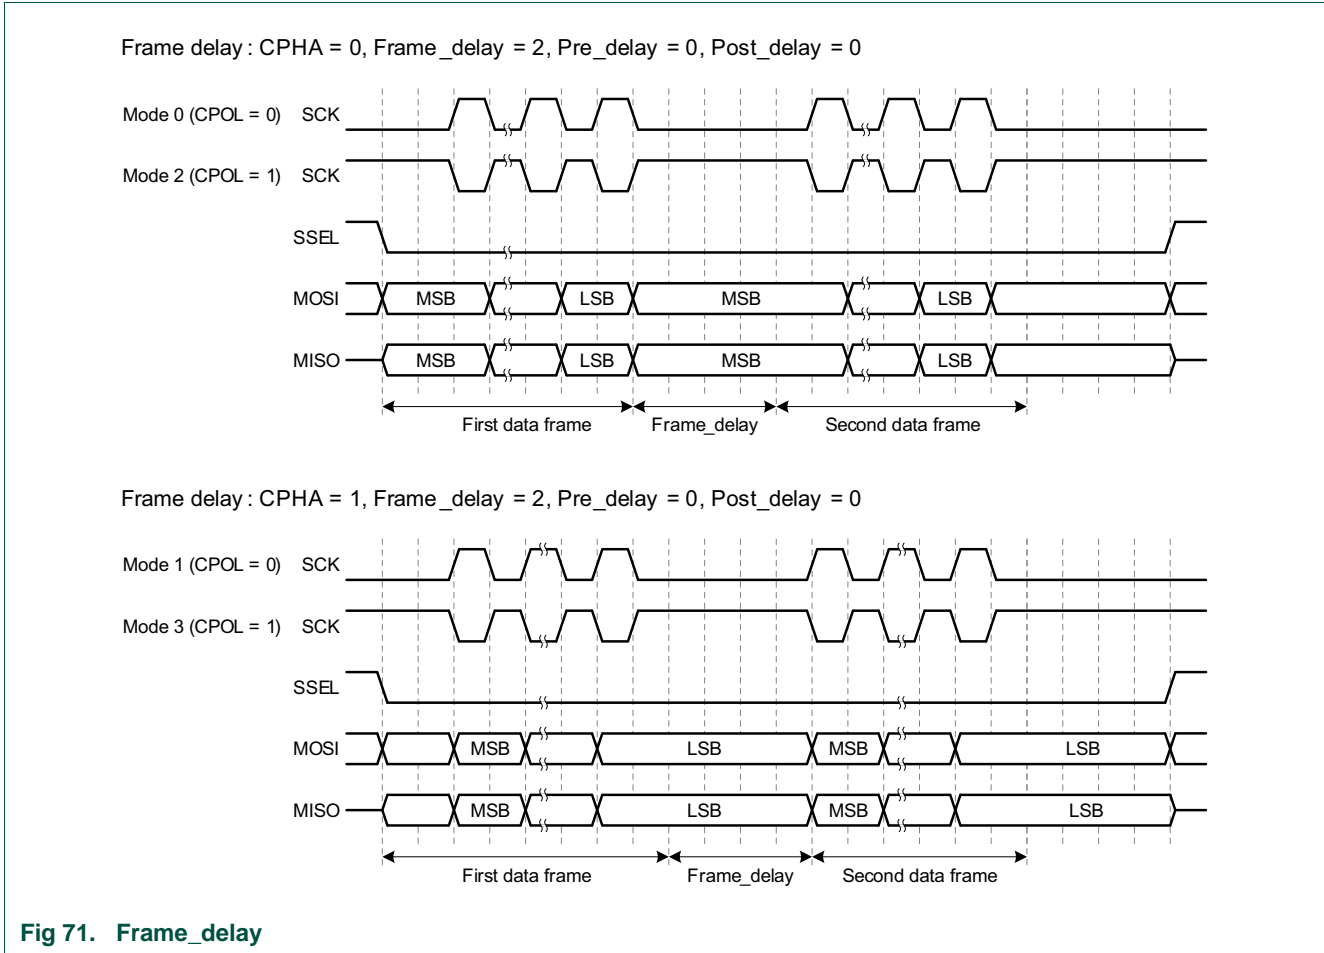 Frame delay : CPHA = 0, Frame_delay = 2, Pre_delay = 0, Post_delay = 0
Mode 0 (CPOL = 0) SCK
Mode 2 (CPOL = 1) SCK
SSEL
MOSI MSB LSB MSB LSB
MISO MSB LSB MSB LSB
First data frame Frame_delay Second data frame
Frame delay : CPHA = 1, Frame_delay = 2, Pre_delay = 0, Post_delay = 0
Mode 1 (CPOL = 0) SCK
Mode 3 (CPOL = 1) SCK
SSEL
MOSI MSB LSB MSB LSB
MISO MSB LSB MSB LSB
First data frame Frame_delay Second data frame
Fig 71. Frame_delay